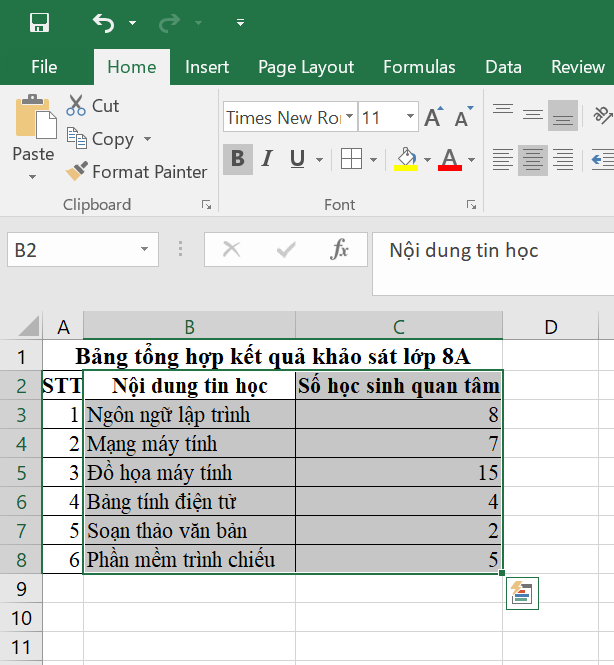 File Home Insert Page Layout Formulas Data Review
Paste
Cut
Copy
Format Painter
Clipboard
Times New Ro 11 A A
B I U A
Font
B2 fx Nội dung tin học
A B C D
1 Bảng tổng hợp kết quả khảo sát lớp 8A
2 STT Nội dung tin học Số học sinh quan tâm
3 1 Ngôn ngữ lập trình 8
4 2 Mạng máy tính 7
5 3 Đồ họa máy tính 15
6 4 Bảng tính điện tử 4
7 5 Soạn thảo văn bản 2
8 6 Phần mềm trình chiếu 5
9
10
11